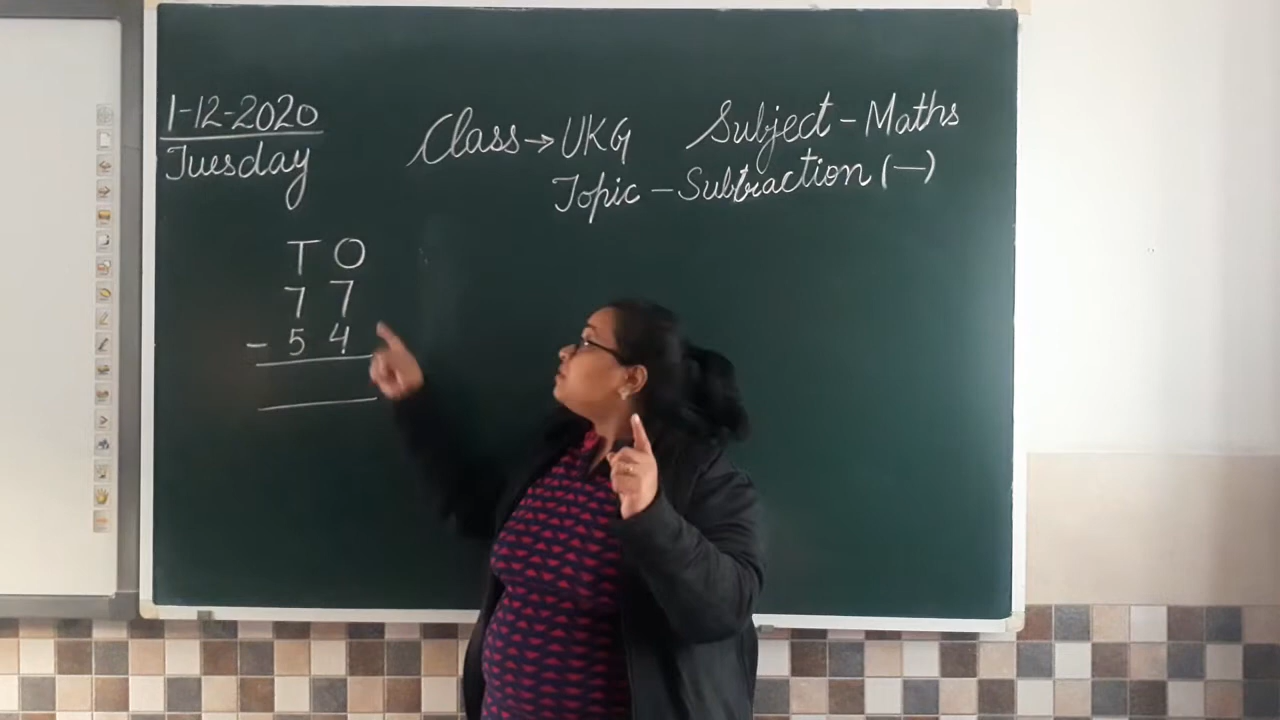 1-12-2020
Tuesday
Class → UKG Subject - Maths
Topic - Subtraction (-)
T O
7 7
- 5 4